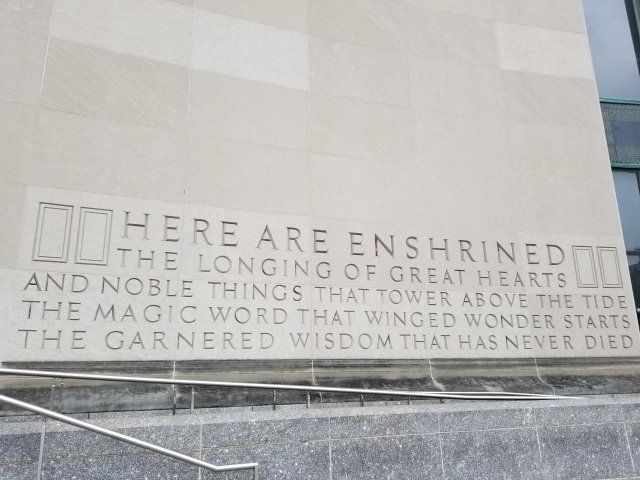 HERE ARE ENSHRINED
THE LONGING OF GREAT HEARTS
AND NOBLE THINGS THAT TOWER ABOVE THE TIDE
THE MAGIC WORD THAT WINGED WONDER STARTS
THE GARNERED WISDOM THAT HAS NEVER DIED